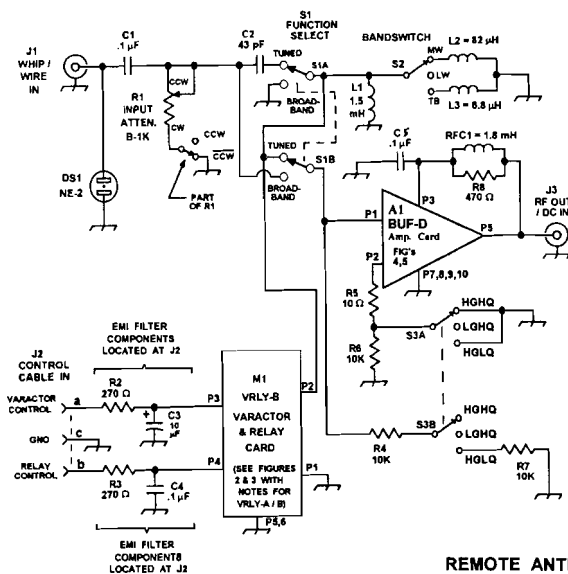 J1
WHIP /
WIRE
IN
C1
.1 µF
CCW
R1
INPUT
ATTEN.
B-1K
CW
CCW
CCW
PART
OF R1
DS1
NE-2
C2
43 pF
S1
FUNCTION
SELECT
TUNED
S1A
BROAD-
BAND
TUNED
S1B
BROAD-
BAND
L1
1.5
mH
BANDSWITCH
S2
MW
LW
TB
L2 = 82 µH
L3 = 6.8 µH
C5
.1 µF
RFC1 = 1.8 mH
R8
470 Ω
P3
J3
RF OUT
/ DC IN
P1
A1
BUF-D
Amp. Card
FIG's
4,5
P5
P2
P7,8,9,10
R5
10 Ω
R6
10K
S3A
HGHQ
LGHQ
HGLQ
S3B
HGHQ
LGHQ
HGLQ
R4
10K
R7
10K
EMI FILTER
COMPONENTS
LOCATED AT J2
J2
CONTROL
CABLE IN
VARACTOR
CONTROL
a
R2
270 Ω
+
C3
10
µF
P3
GND
c
RELAY
CONTROL
b
R3
270 Ω
C4
.1 µF
P4
M1
VRLY-B
VARACTOR
& RELAY
CARD
(SEE FIGURES
2 & 3 WITH
NOTES FOR
VRLY-A / B)
P2
P1
P5,6
EMI FILTER
COMPONENTS
LOCATED AT J2
REMOTE ANT